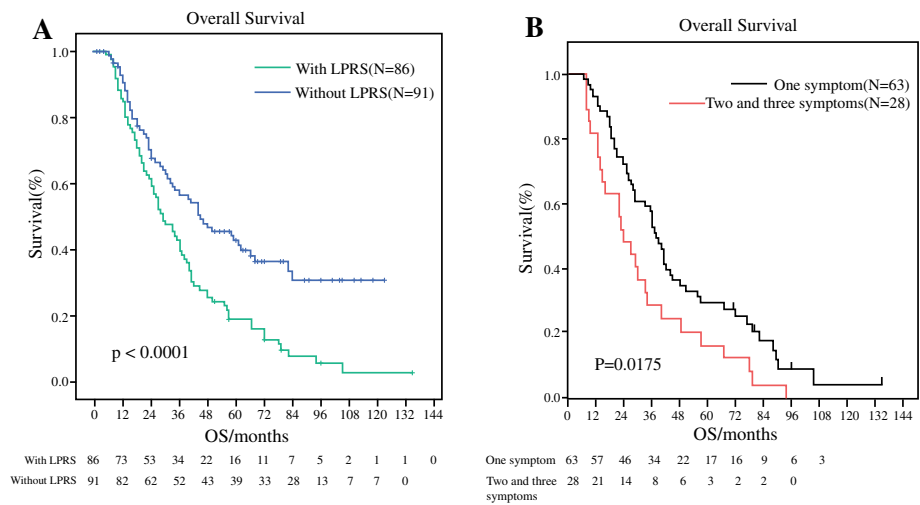 A
Overall Survival
With LPRS(N=86)
Without LPRS(N=91)
Survival(%)
1.0
0.8
0.6
0.4
0.2
0.0
p < 0.0001
0 12 24 36 48 60 72 84 96 108 120 132 144
OS/months
With LPRS 86 73 53 34 22 16 11 7 5 2 1 1 0
Without LPRS 91 82 62 52 43 39 33 28 13 7 7 0
B
Overall Survival
One symptom(N=63)
Two and three symptoms(N=28)
Survival(%)
1.0
0.8
0.6
0.4
0.2
0.0
P=0.0175
0 12 24 36 48 60 72 84 96 108 120 132 144
OS/months
One symptom 63 57 46 34 22 17 16 9 6 3
Two and three 28 21 14 8 6 3 2 2 0
symptoms